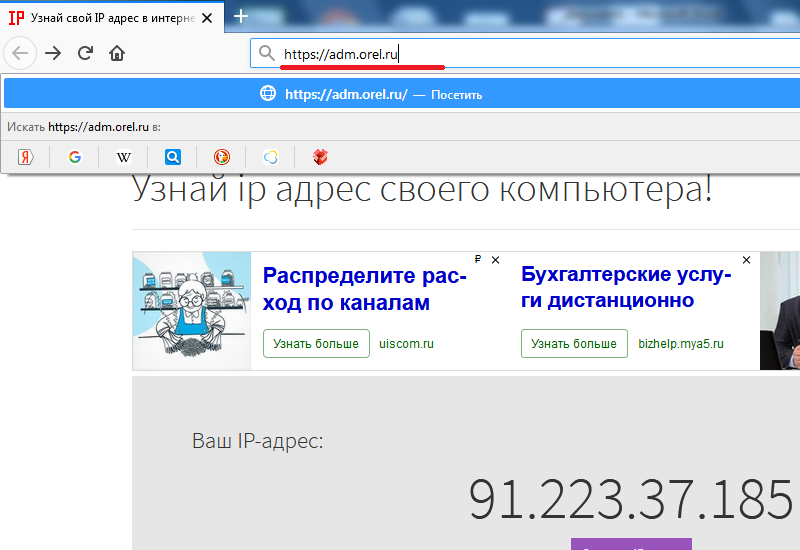 IP Узнай свой IP адрес в интерне
https://adm.orel.ru
https://adm.orel.ru/ — Посетить
Искать https://adm.orel.ru в:
Я G W
Узнай ip адрес своего компьютера!
Распределите рас-
ход по каналам
Узнать больше uiscom.ru
₽
Бухгалтерские услу-
ги дистанционно
Узнать больше bizhelp.mya5.ru
Ваш IP-адрес:
91.223.37.185